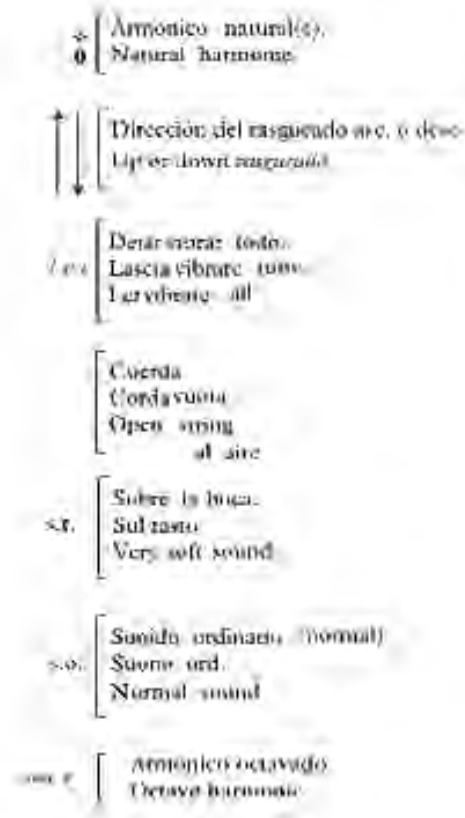 Armonico natural(e).
0 Natural harmonic.
Dirección del rasgueado asc. o desc
Up or down rasgueado
Dejar vibrar todo.
Lascia vibrare tutto.
Let vibrate all
Cuerda
Corda vuota
Open string
al aire
Sobre la boca.
s.t. Sul tasto
Very soft sound
Sonido ordinario (normal)
s.o. Suono ord.
Normal sound
Armónico octavado
Octave harmonic